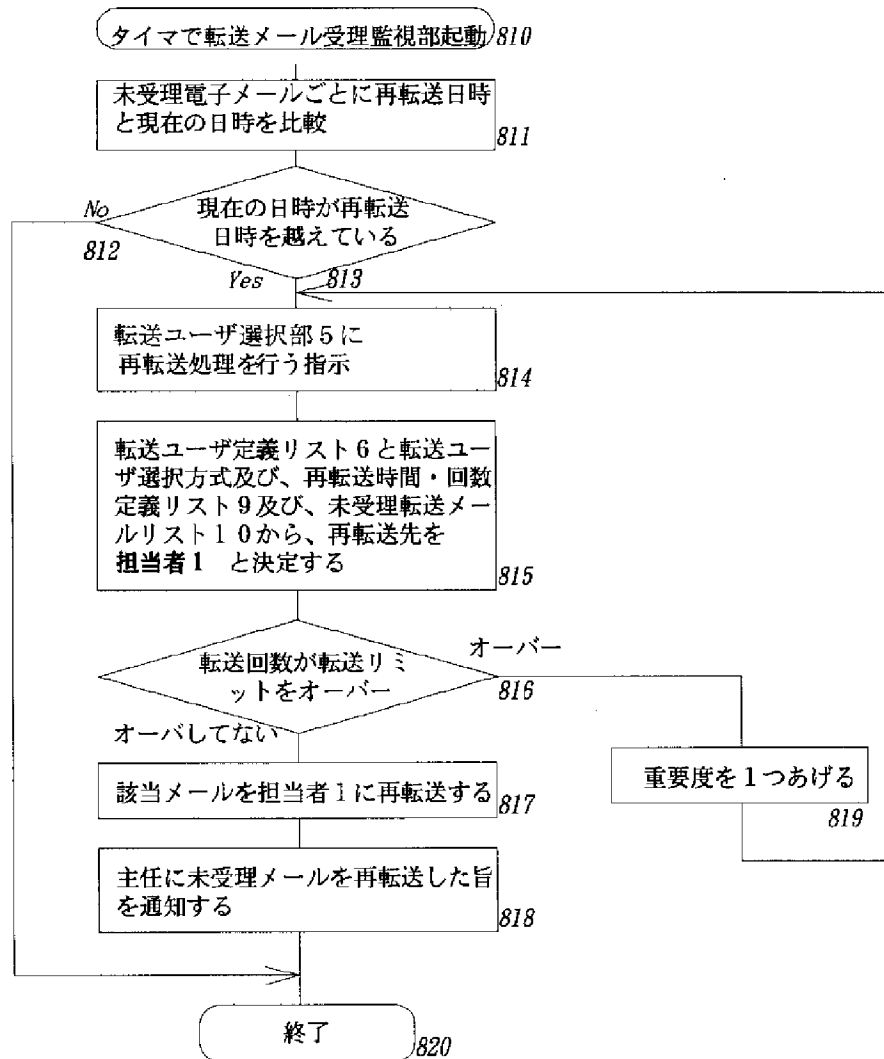 タイマで転送メール受理監視部起動
810
未受理電子メールごとに再転送日時
と現在の日時を比較
811
現在の日時が再転送
日時を越えている
No
812
Yes
813
転送ユーザ選択部5に
再転送処理を行う指示
814
転送ユーザ定義リスト6と転送ユー
ザ選択方式及び、再転送時間・回数
定義リスト9及び、未受理転送メー
ルリスト10から、再転送先を
担当者1 と決定する
815
転送回数が転送リミ
ットをオーバー
オーバー
816
オーバしてない
該当メールを担当者1に再転送する
817
重要度を1つあげる
819
主任に未受理メールを再転送した旨
を通知する
818
終了
820